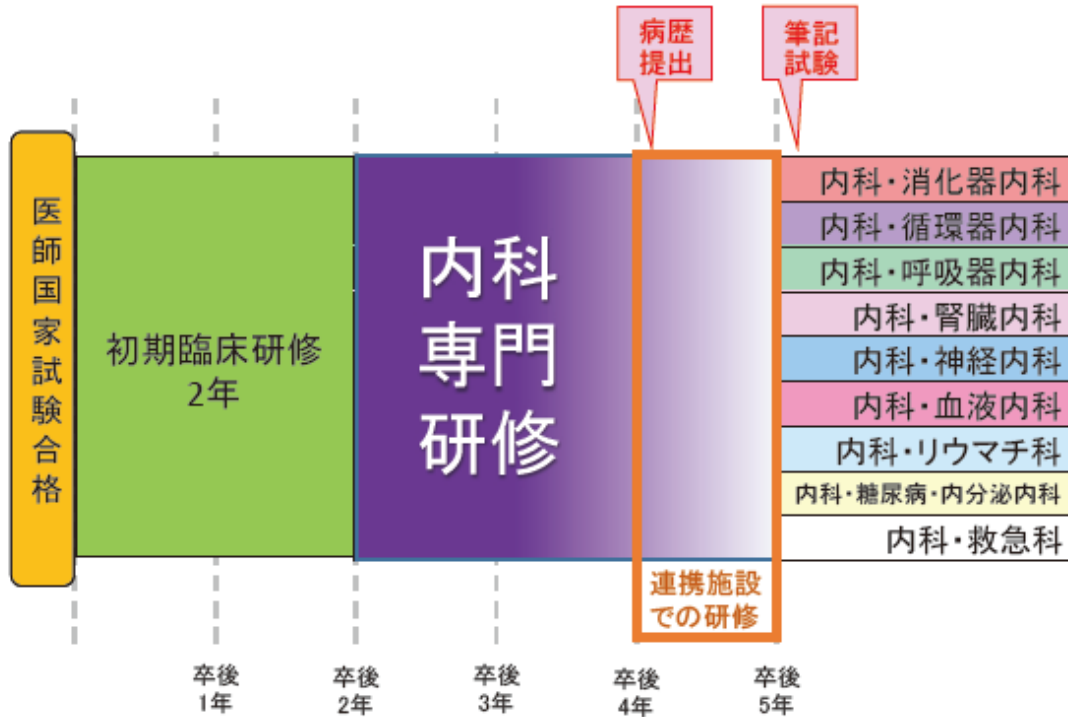 病歴
提出
筆記
試験
医師国家試験合格
初期臨床研修
2年
内科
専門
研修
内科・消化器内科
内科・循環器内科
内科・呼吸器内科
内科・腎臓内科
内科・神経内科
内科・血液内科
内科・リウマチ科
内科・糖尿病・内分泌内科
内科・救急科
連携施設
での研修
卒後
1年
卒後
2年
卒後
3年
卒後
4年
卒後
5年